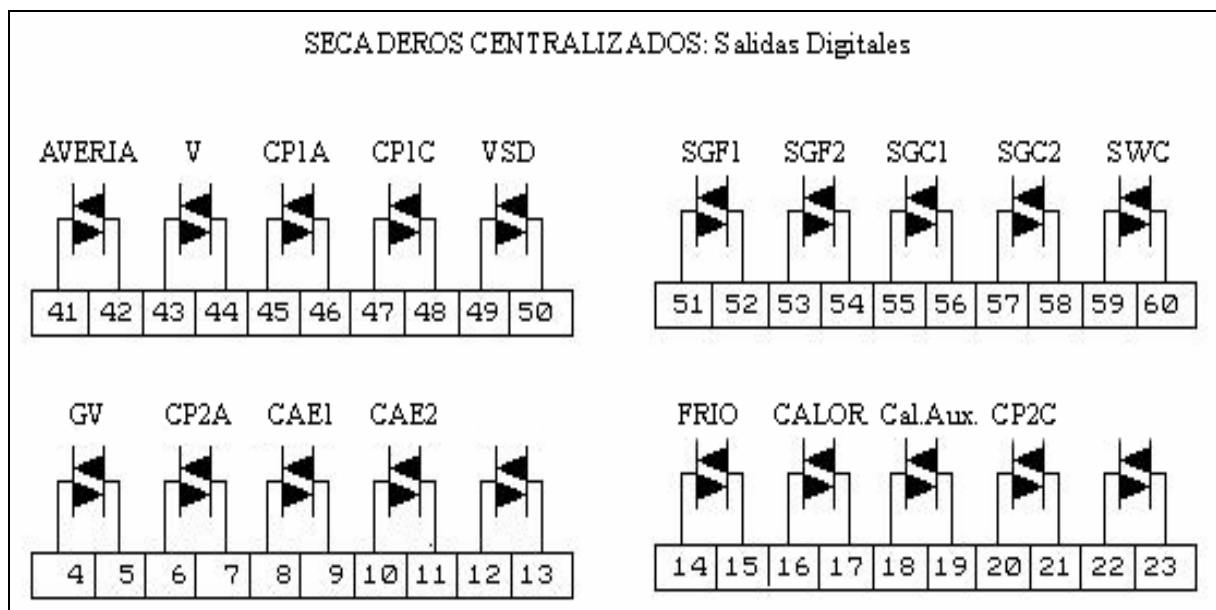 SECADEROS CENTRALIZADOS: Salidas Digitales
AVERIA V CP1A CP1C VSD
41 42 43 44 45 46 47 48 49 50
SGF1 SGF2 SGC1 SGC2 SWC
51 52 53 54 55 56 57 58 59 60
GV CP2A CAE1 CAE2
4 5 6 7 8 9 10 11 12 13
FRIO CALOR Cal.Aux. CP2C
14 15 16 17 18 19 20 21 22 23